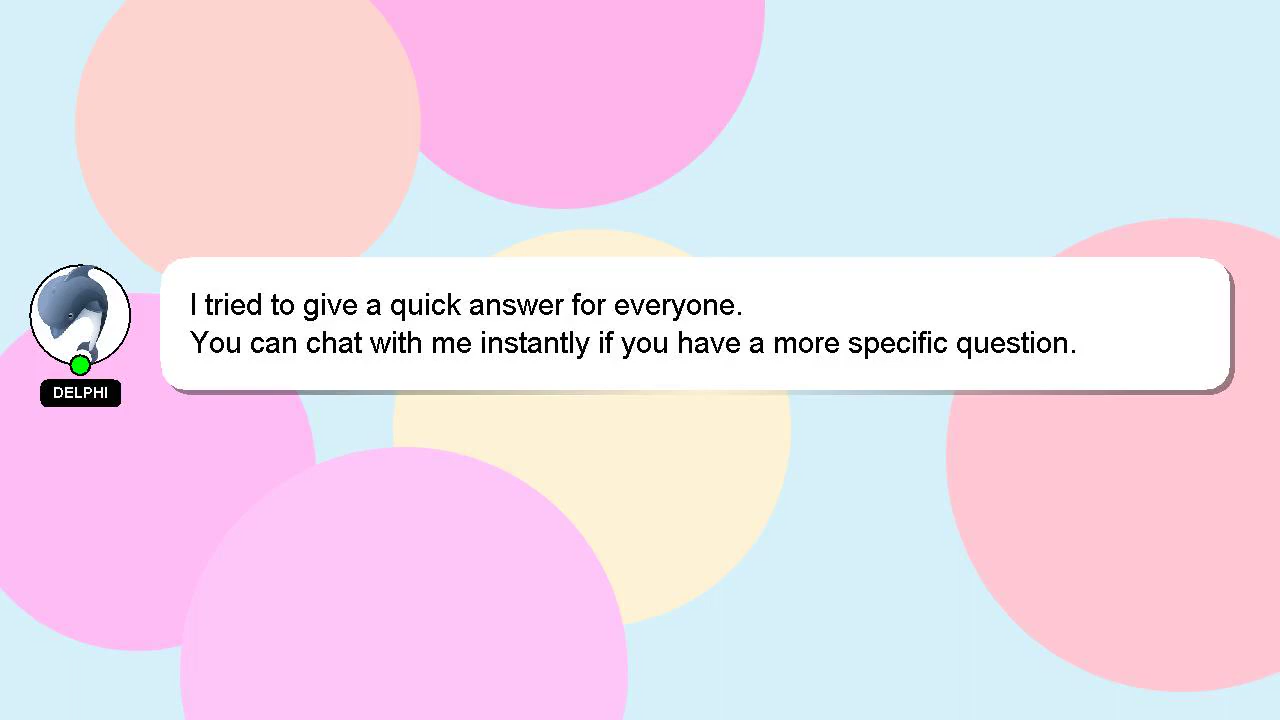 I tried to give a quick answer for everyone.
You can chat with me instantly if you have a more specific question.
DELPHI